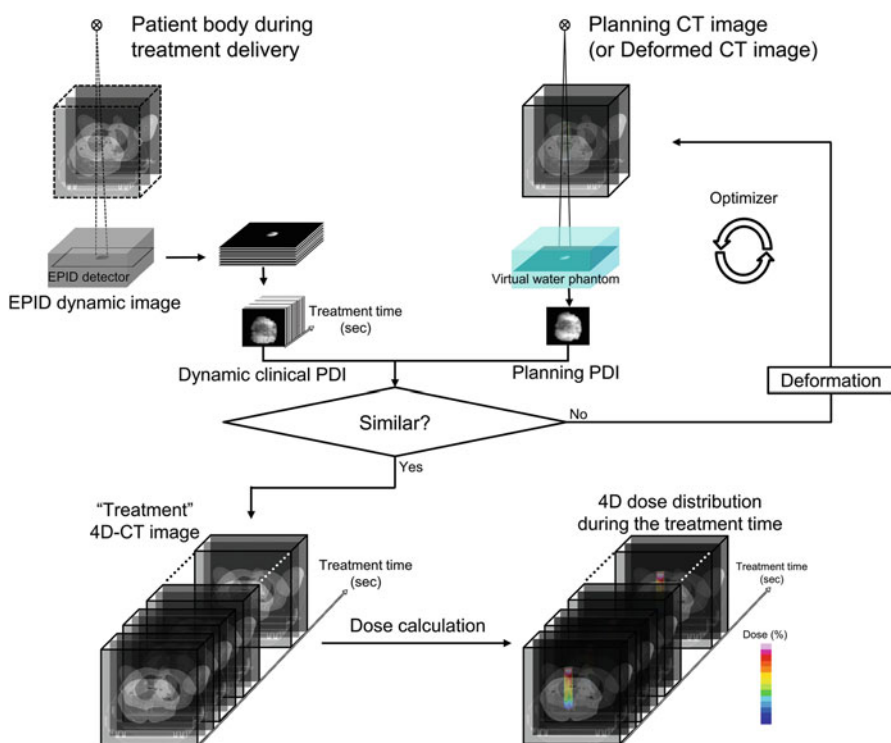 Patient body during
treatment delivery
Planning CT image
(or Deformed CT image)
Optimizer
EPID detector
EPID dynamic image
Virtual water phantom
Treatment time
(sec)
Dynamic clinical PDI
Planning PDI
Deformation
Similar?
No
Yes
“Treatment”
4D-CT image
4D dose distribution
during the treatment time
Treatment time
(sec)
Treatment time
(sec)
Dose calculation
Dose (%)